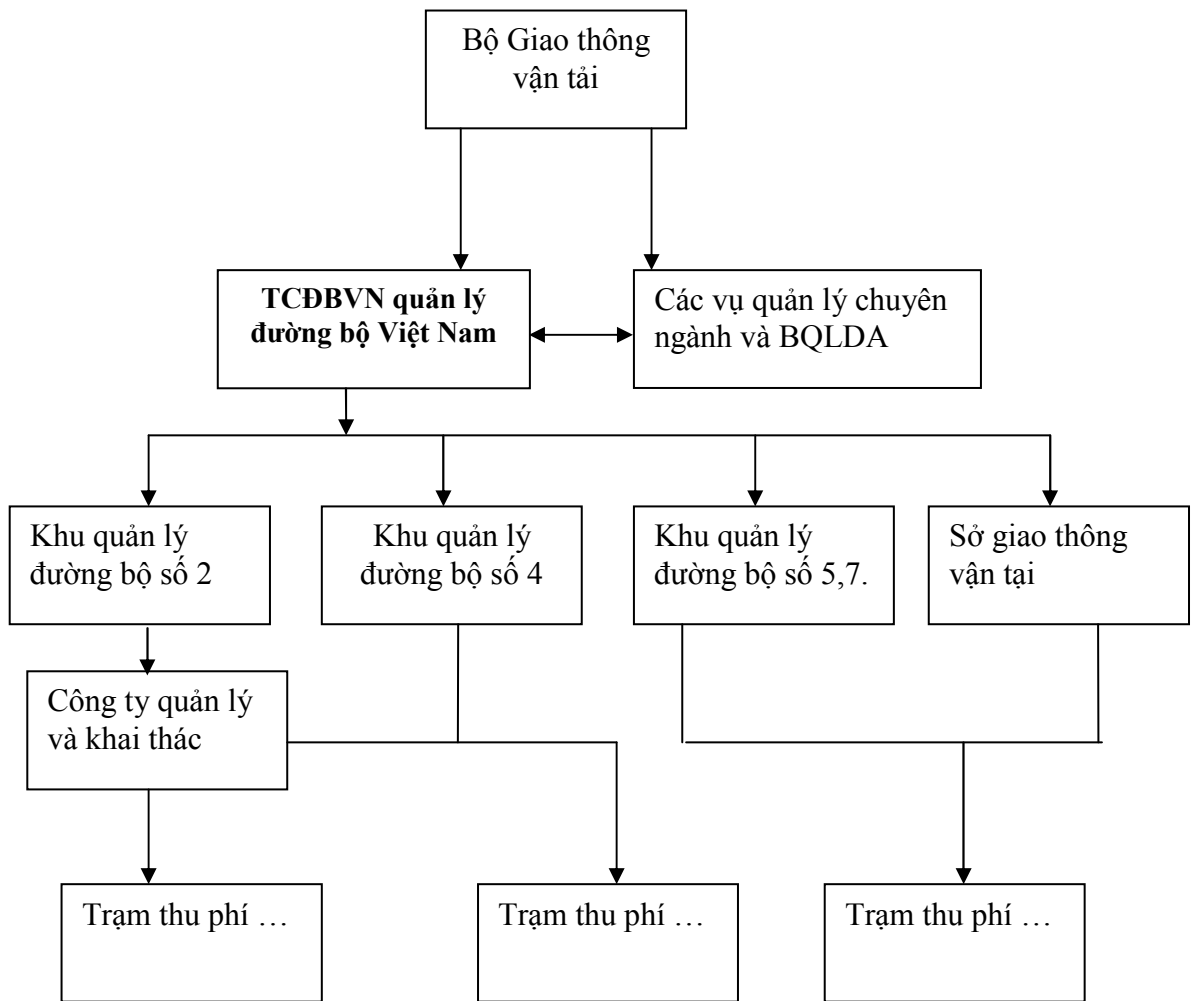 Bộ Giao thông
vận tải
TCĐBVN quản lý
đường bộ Việt Nam
Các vụ quản lý chuyên
ngành và BQLDA
Khu quản lý
đường bộ số 2
Khu quản lý
đường bộ số 4
Khu quản lý
đường bộ số 5,7.
Sở giao thông
vận tại
Công ty quản lý
và khai thác
Trạm thu phí …
Trạm thu phí …
Trạm thu phí …